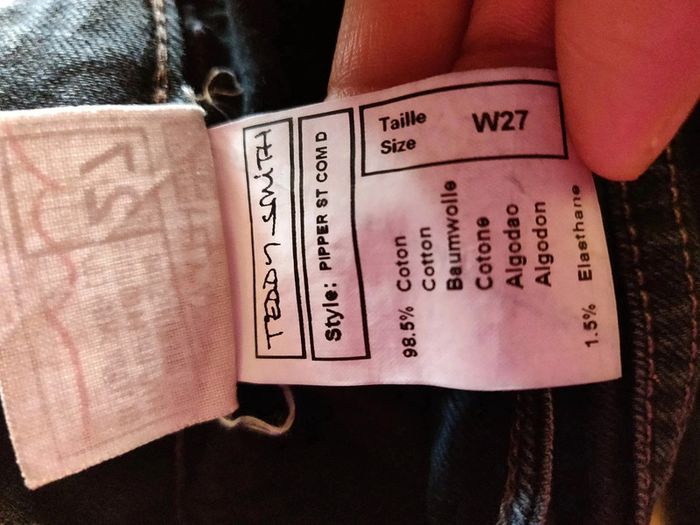 TEDDY SMITH
Style: PIPPER ST COM D
Taille
Size
W27
98.5% Coton
Cotton
Baumwolle
Cotone
Algodao
Algodon
1.5% Elasthane